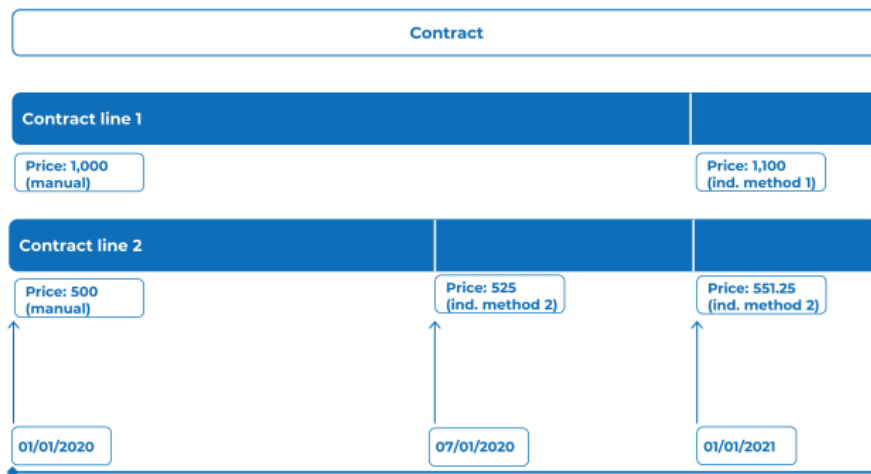 Contract
Contract line 1
Price: 1,000
(manual)
Price: 1,100
(ind. method 1)
Contract line 2
Price: 500
(manual)
Price: 525
(ind. method 2)
Price: 551.25
(ind. method 2)
01/01/2020
07/01/2020
01/01/2021